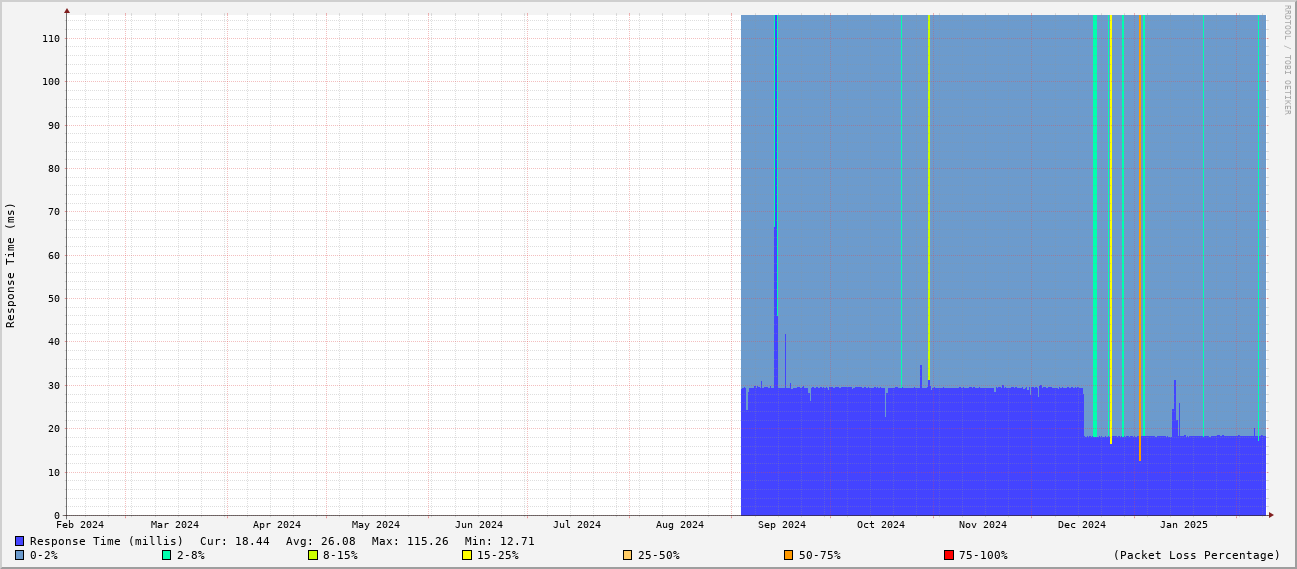 RRDTOOL / TOBI OETIKER
Response Time (ms)
110
100
90
80
70
60
50
40
30
20
10
0
Feb 2024 Mar 2024 Apr 2024 May 2024 Jun 2024 Jul 2024 Aug 2024 Sep 2024 Oct 2024 Nov 2024 Dec 2024 Jan 2025
Response Time (millis) Cur: 18.44 Avg: 26.08 Max: 115.26 Min: 12.71
0-2% 2-8% 8-15% 15-25% 25-50% 50-75% 75-100% (Packet Loss Percentage)